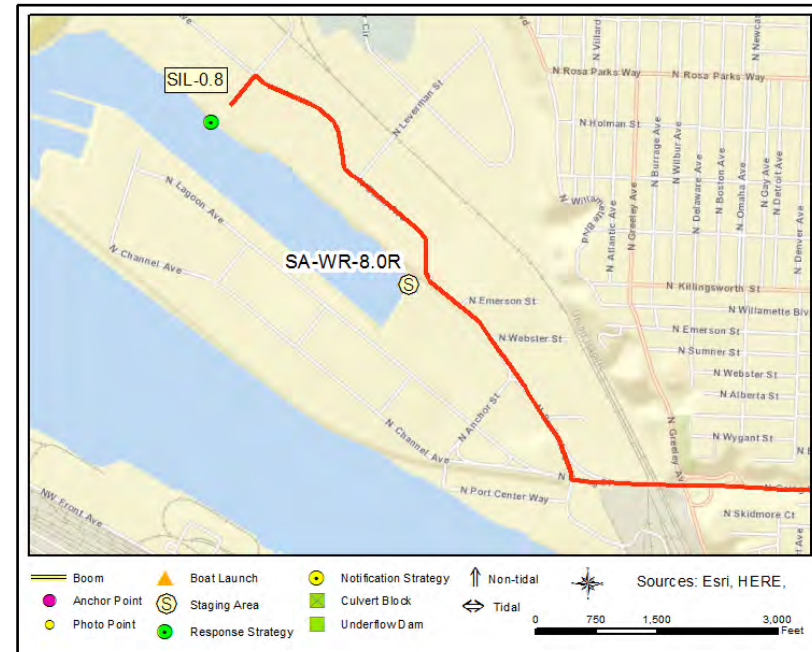 SIL-0.8
SA-WR-8.0R
S
N Leverman St
N Lagoon Ave
N Channel Ave
N Emerson St
N Webster St
N Anchor St
N Channel Ave
N Port Center Way
NW Front Ave
N Villard
N Newc
N Rosa Parks Way
N Rosa Parks Way
N Holman St
N Burrage Ave
N Wilbur Ave
N Boston Ave
N Delaware Ave
N Omaha Ave
N Gay Ave
N Detroit Ave
N Denver Ave
N Atlantic Ave
N Greeley Ave
N Willamette Blvd
N Killingsworth St
N Willamette Blv
N Emerson St
N Sumner St
N Webster St
N Alberta St
N Wygant St
N Greeley Av
N Skidmore Ct
Boom
Anchor Point
Photo Point
Boat Launch
S Staging Area
Response Strategy
Notification Strategy
Culvert Block
Underflow Dam
Non-tidal
Tidal
Sources: Esri, HERE,
0 750 1,500 3,000
Feet